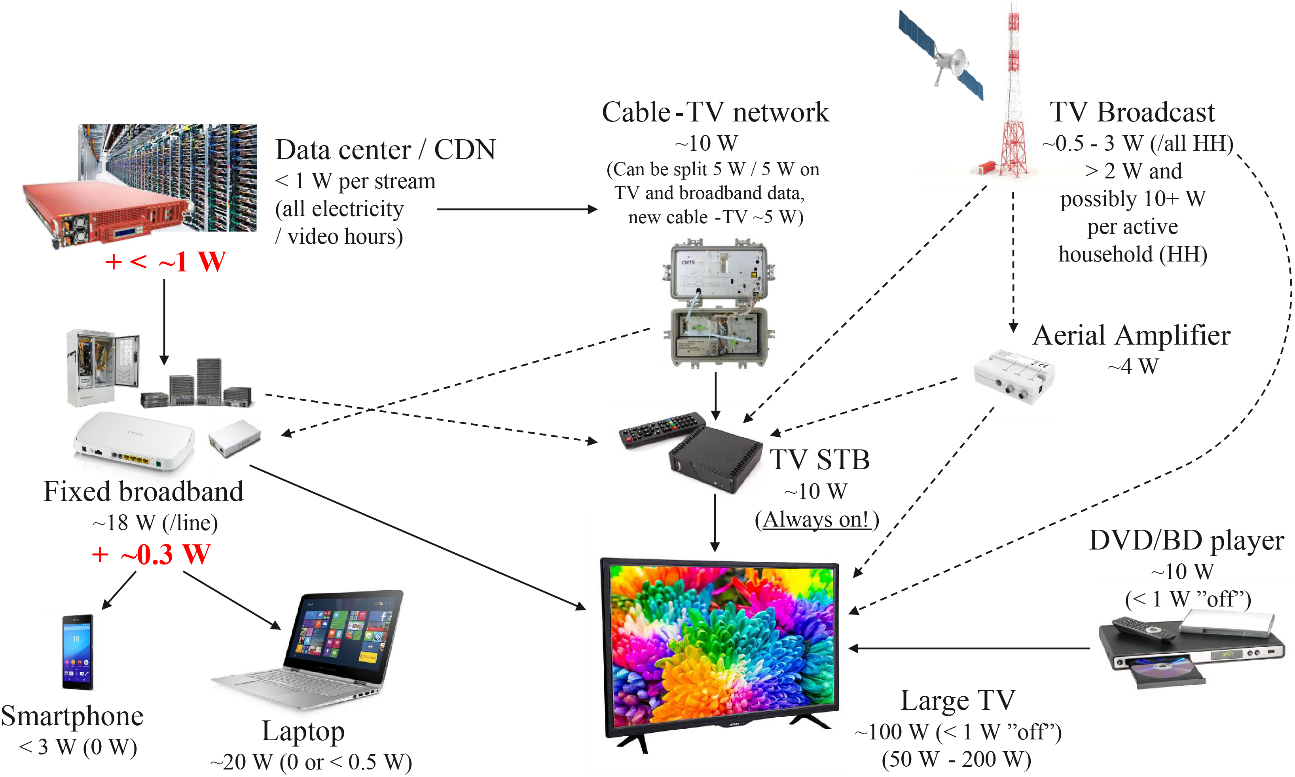 Data center / CDN
< 1 W per stream
(all electricity
/ video hours)
+ < ~1 W
Cable -TV network
~10 W
(Can be split 5 W / 5 W on
TV and broadband data,
new cable -TV ~5 W)
TV Broadcast
~0.5 - 3 W (/all HH)
> 2 W and
possibly 10+ W
per active
household (HH)
Aerial Amplifier
~4 W
TV STB
~10 W
(Always on!)
Fixed broadband
~18 W (/line)
+ ~0.3 W
DVD/BD player
~10 W
(< 1 W ”off”)
Smartphone
< 3 W (0 W)
Laptop
~20 W (0 or < 0.5 W)
Large TV
~100 W (< 1 W ”off”)
(50 W - 200 W)